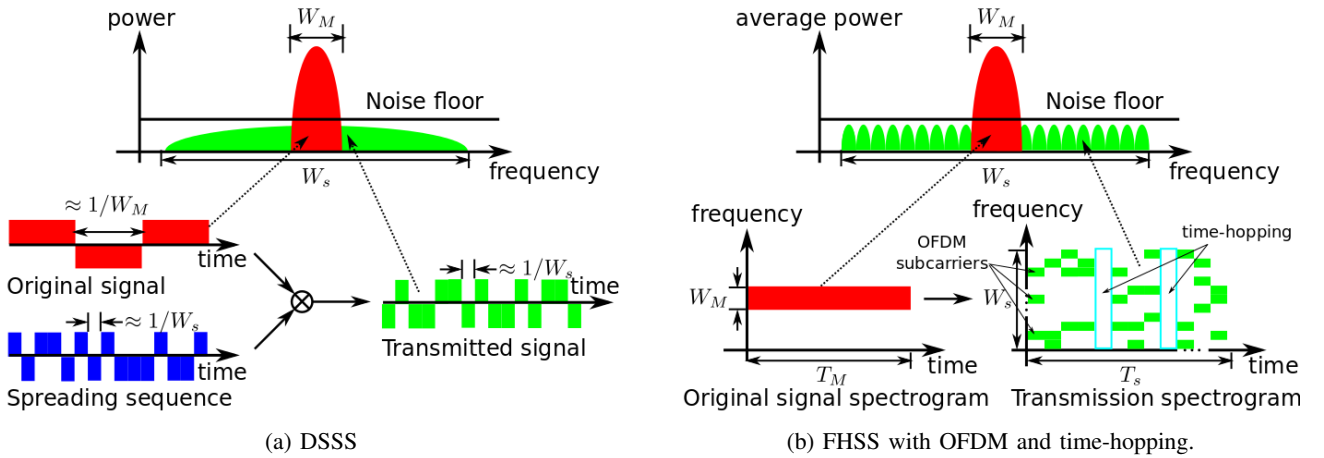 power
W_M
Noise floor
frequency
W_s
≈ 1/W_M
time
Original signal
≈ 1/W_s
time
Spreading sequence
≈ 1/W_s
time
Transmitted signal
(a) DSSS
average power
W_M
Noise floor
frequency
W_s
frequency
W_M
time
T_M
Original signal spectrogram
frequency
OFDM
subcarriers
time-hopping
W_s
time
T_s
Transmission spectrogram
(b) FHSS with OFDM and time-hopping.